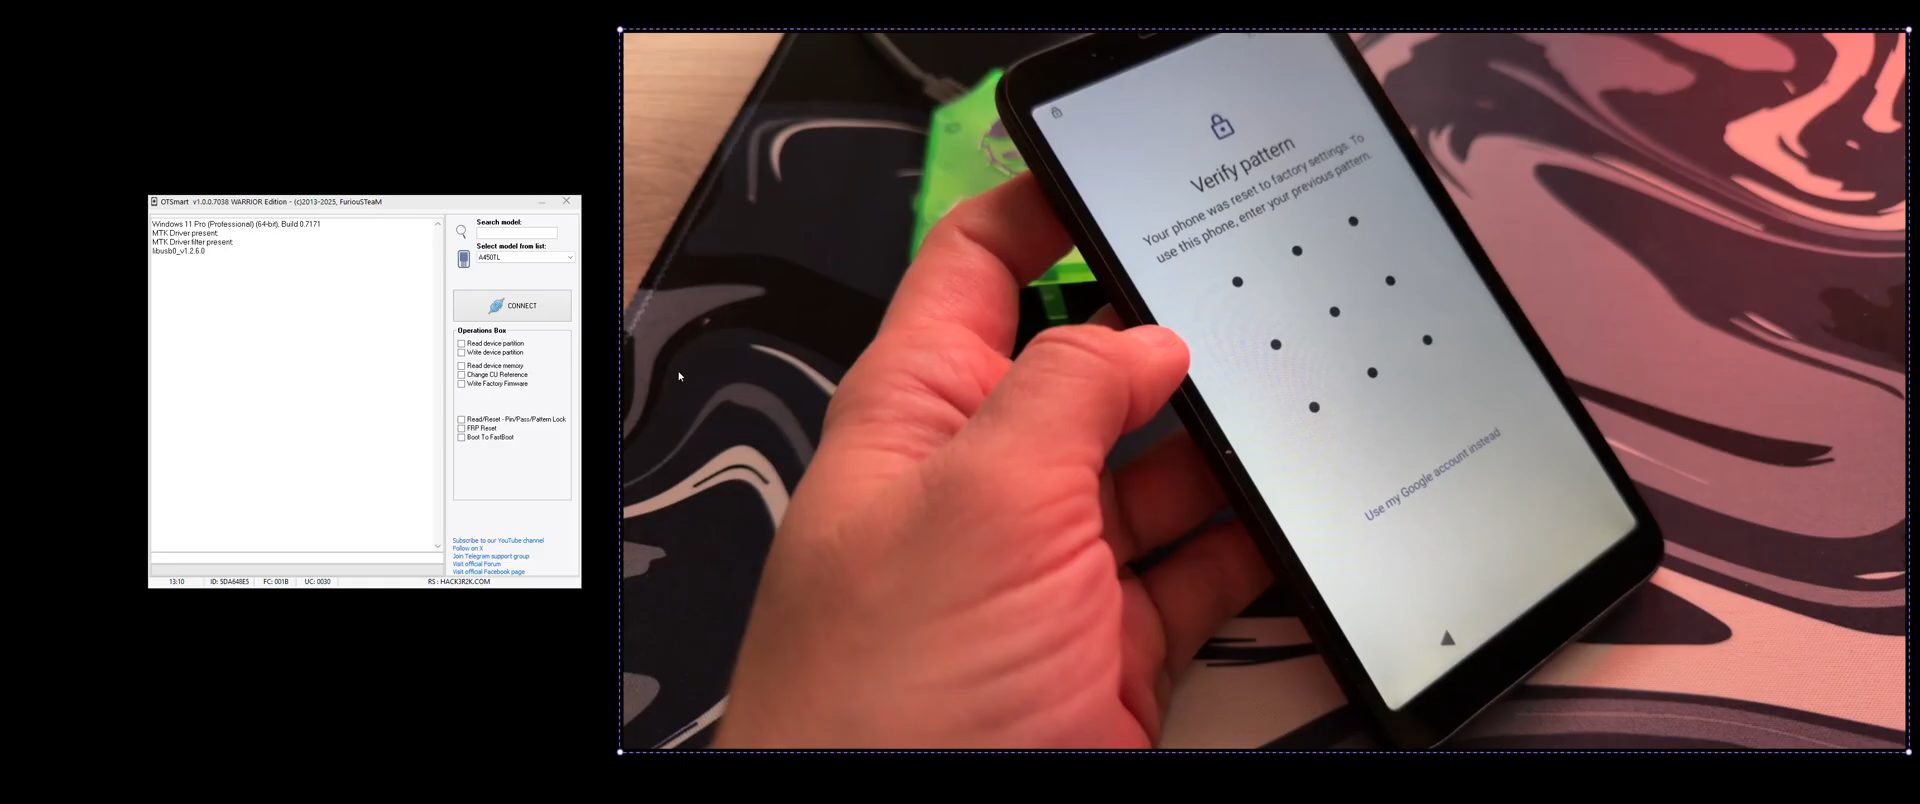 OTSmart v1.0.0.7038 WARRIOR Edition - (c)2013-2025, FuriouSTeaM
Windows 11 Pro (Professional) (64-bit), Build 0.7171
MTK Driver present;
MTK Driver filter present;
libusb0_v1.2.6.0
Search model:
Select model from list:
A450TL
CONNECT
Operations Box
Read device partition
Write device partition
Read device memory
Change CU Reference
Write Factory Firmware
Read/Reset - Pin/Pass/Pattern Lock
FRP Reset
Boot To FastBoot
Subscribe to our YouTube channel
Follow on X
Join Telegram support group
Visit official Forum
Visit official Facebook page
13:10 ID: 5DA648E5 FC: 001B UC: 0030 RS: HACK3R2K.COM
Verify pattern
Your phone was reset to factory settings. To
use this phone, enter your previous pattern.
Use my Google account instead